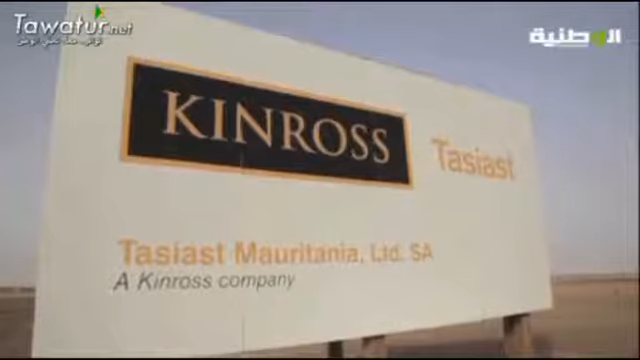 Tawatur.net
الوطنية
KINROSS
Tasiast
Tasiast Mauritania, Ltd. SA
A Kinross company